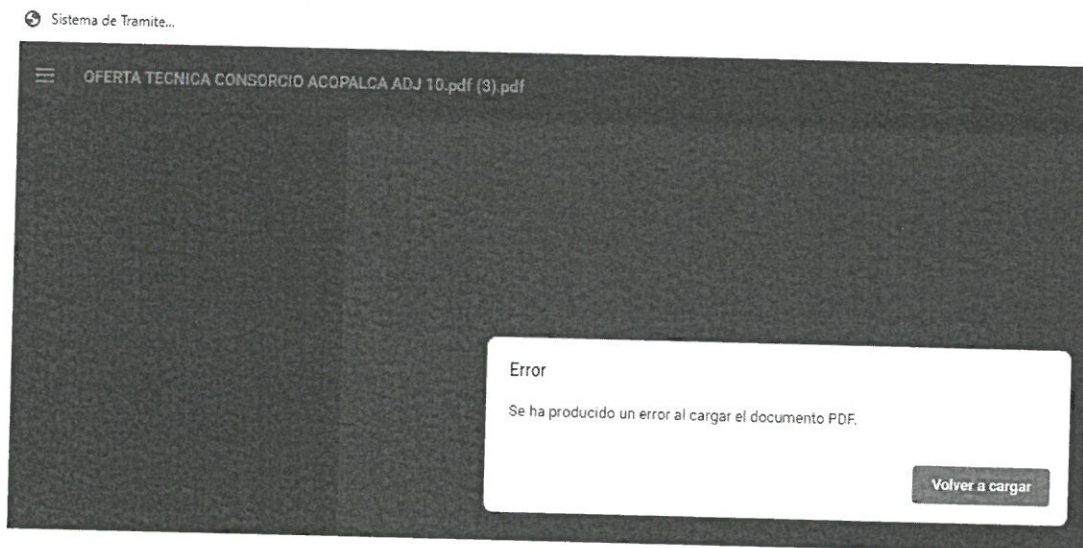 Sistema de Tramite...
OFERTA TECNICA CONSORCIO ACOPALCA ADJ 10.pdf (3).pdf
Error
Se ha producido un error al cargar el documento PDF.
Volver a cargar